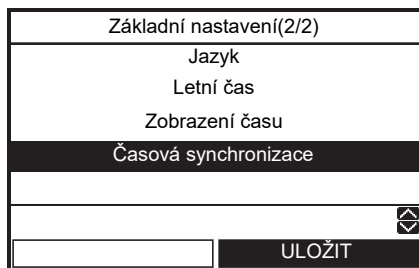 Základní nastavení(2/2)
Jazyk
Letní čas
Zobrazení času
Časová synchronizace
ULOŽIT